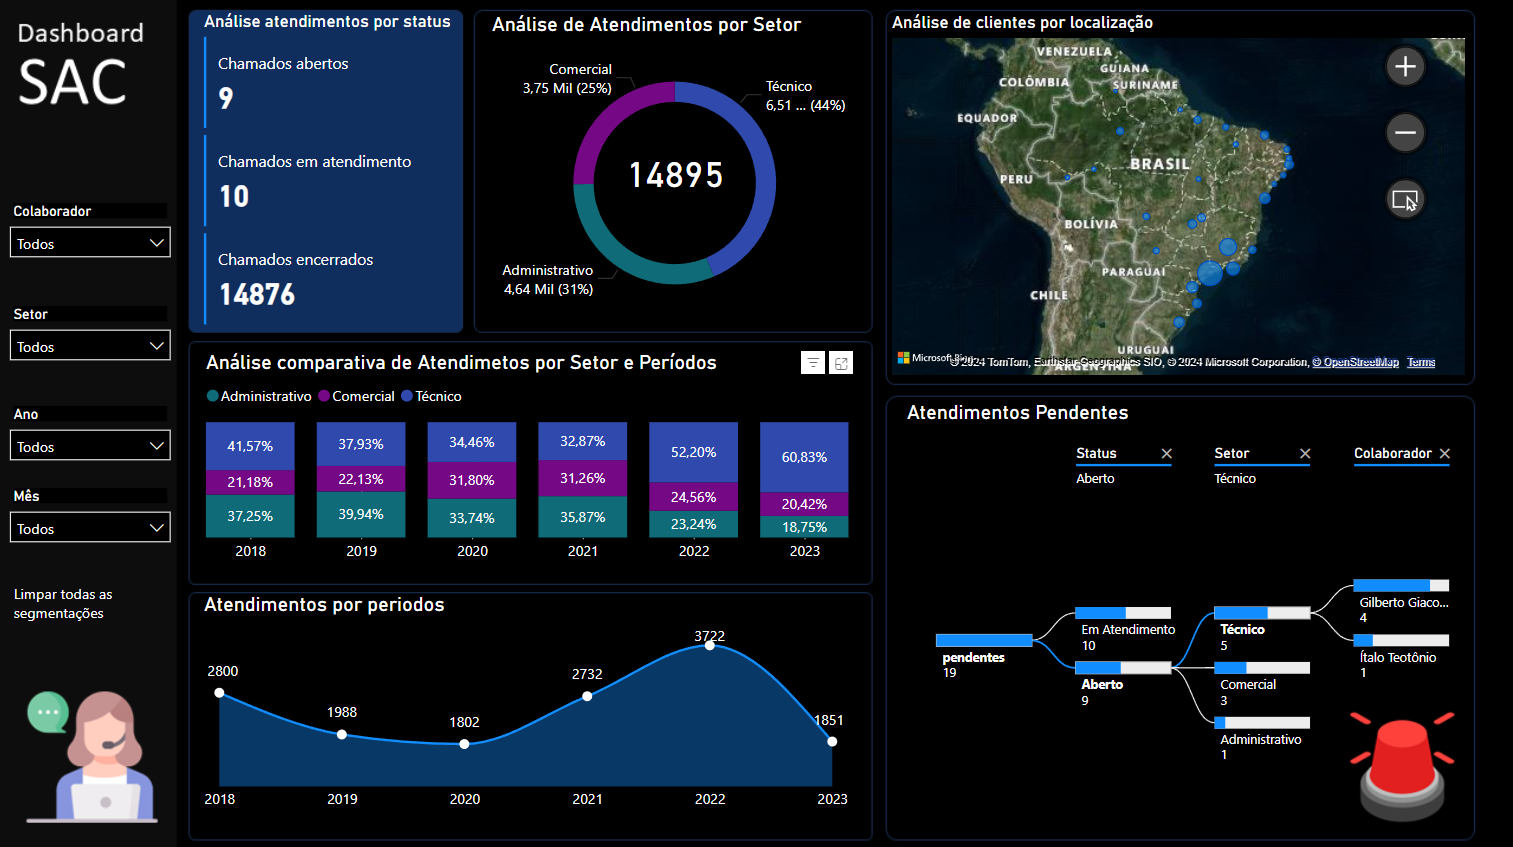 Dashboard
SAC
Colaborador
Todos
Setor
Todos
Ano
Todos
Mês
Todos
Limpar todas as
segmentações
Análise atendimentos por status
Chamados abertos
9
Chamados em atendimento
10
Chamados encerrados
14876
Análise de Atendimentos por Setor
Comercial
3,75 Mil (25%)
Técnico
6,51 ... (44%)
14895
Administrativo
4,64 Mil (31%)
Análise de clientes por localização
VENEZUELA
GUIANA
COLÔMBIA
SURINAME
EQUADOR
BRASIL
PERU
BOLÍVIA
PARAGUAI
CHILE
URUGUAI
ARGENTINA
Microsoft Bing
© 2024 TomTom, Earthstar Geographics SIO, © 2024 Microsoft Corporation, © OpenStreetMap Terms
Análise comparativa de Atendimetos por Setor e Períodos
Administrativo Comercial Técnico
41,57% 37,93% 34,46% 32,87% 52,20% 60,83%
21,18% 22,13% 31,80% 31,26% 24,56% 20,42%
37,25% 39,94% 33,74% 35,87% 23,24% 18,75%
2018 2019 2020 2021 2022 2023
Atendimentos por periodos
2800 1988 1802 2732 3722 1851
2018 2019 2020 2021 2022 2023
Atendimentos Pendentes
Status Setor Colaborador
Aberto Técnico
pendentes
19
Em Atendimento
10
Aberto
9
Técnico
5
Comercial
3
Administrativo
1
Gilberto Giaco...
4
Ítalo Teotônio
1